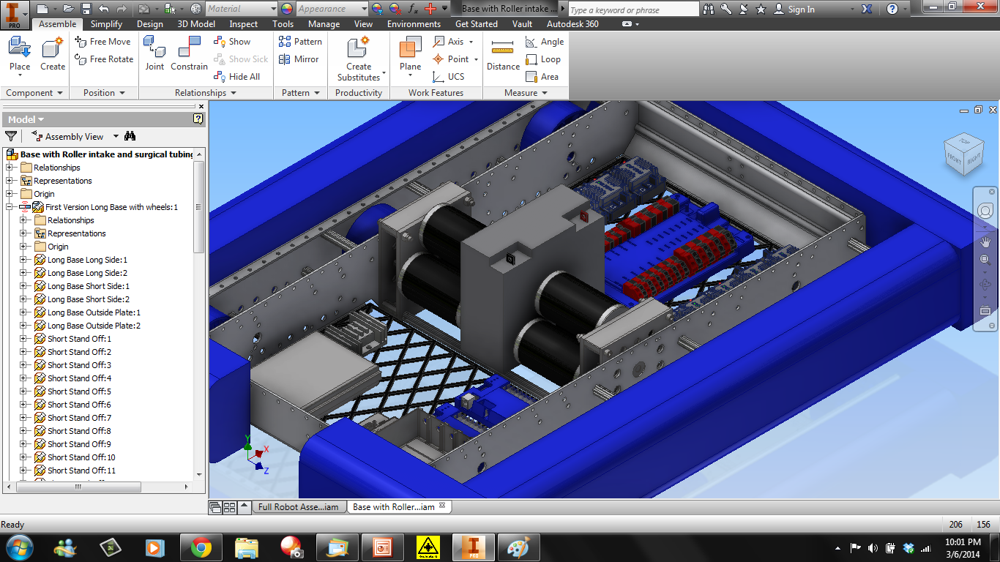 Material
Appearance
Base with Roller intake ...
Type a keyword or phrase
Sign In
PRO
Assemble Simplify Design 3D Model Inspect Tools Manage View Environments Get Started Vault Autodesk 360
Place
Create
Free Move
Free Rotate
Joint
Constrain
Show
Show Sick
Hide All
Pattern
Mirror
Create
Substitutes
Plane
Axis
Point
UCS
Distance
Angle
Loop
Area
Component Position Relationships Pattern Productivity Work Features Measure
Model
Assembly View
Base with Roller intake and surgical tubing
Relationships
Representations
Origin
First Version Long Base with wheels:1
Relationships
Representations
Origin
Long Base Long Side:1
Long Base Long Side:2
Long Base Short Side:1
Long Base Short Side:2
Long Base Outside Plate:1
Long Base Outside Plate:2
Short Stand Off:1
Short Stand Off:2
Short Stand Off:3
Short Stand Off:4
Short Stand Off:5
Short Stand Off:6
Short Stand Off:7
Short Stand Off:8
Short Stand Off:9
Short Stand Off:10
Short Stand Off:11
TOP
FRONT RIGHT
Y
X
Z
Full Robot Asse...iam
Base with Roller...iam
Ready
206 156
PRO
10:01 PM
3/6/2014